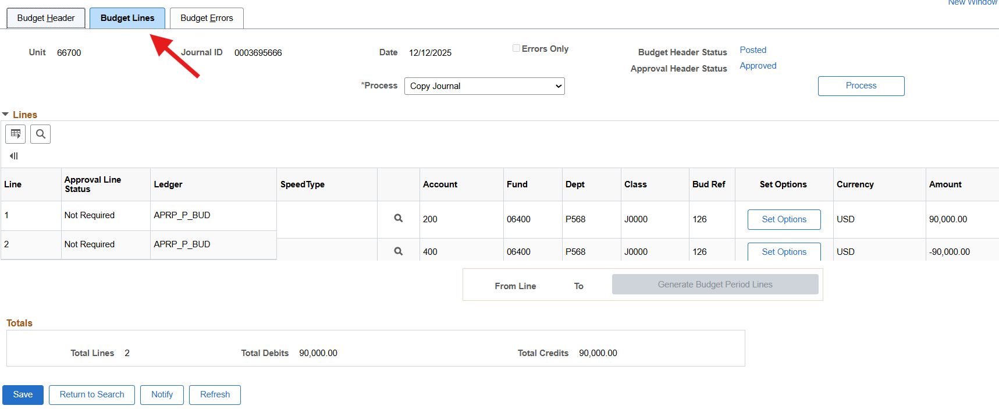 New Window
Budget Header Budget Lines Budget Errors
Unit 66700 Journal ID 0003695666 Date 12/12/2025 Errors Only Budget Header Status Posted
Approval Header Status Approved
*Process Copy Journal Process
Lines
Line Approval Line Status Ledger SpeedType Account Fund Dept Class Bud Ref Set Options Currency Amount
1 Not Required APRP_P_BUD 200 06400 P568 J0000 126 Set Options USD 90,000.00
2 Not Required APRP_P_BUD 400 06400 P568 J0000 126 Set Options USD -90,000.00
From Line To Generate Budget Period Lines
Totals
Total Lines 2 Total Debits 90,000.00 Total Credits 90,000.00
Save Return to Search Notify Refresh